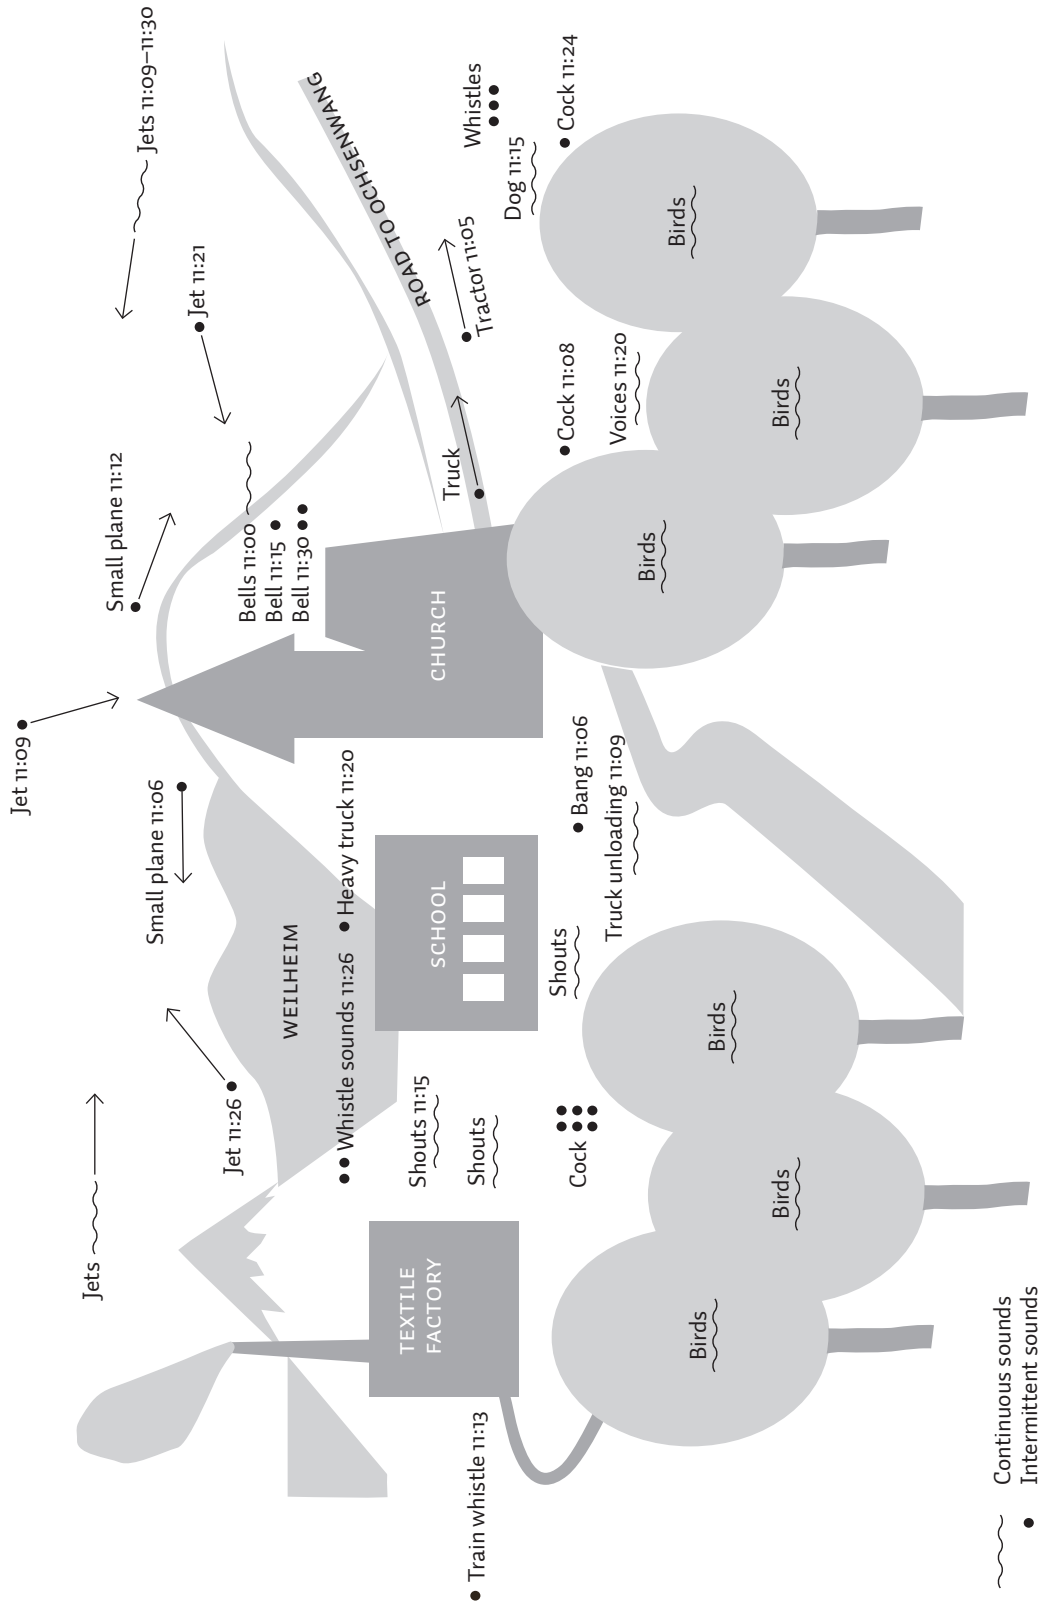 Jet 11:09
Jets
Small plane 11:06
Small plane 11:12
Jets 11:09–11:30
Jet 11:26
Jet 11:21
Bells 11:00
Bell 11:15
Bell 11:30
WEILHEIM
Whistle sounds 11:26
Heavy truck 11:20
ROAD TO OCHSENWANG
TEXTILE
FACTORY
Shouts 11:15
SCHOOL
CHURCH
Truck
Tractor 11:05
Whistles
Train whistle 11:13
Shouts
Dog 11:15
Cock
Shouts
Bang 11:06
Cock 11:08
Cock 11:24
Truck unloading 11:09
Voices 11:20
Birds
Birds
Birds
Birds
Birds
Birds
Continuous sounds
Intermittent sounds